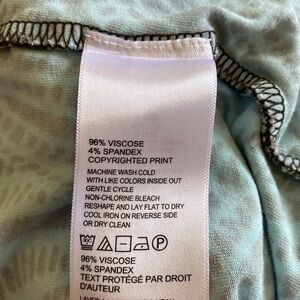 96% VISCOSE
4% SPANDEX
COPYRIGHTED PRINT
MACHINE WASH COLD
WITH LIKE COLORS INSIDE OUT
GENTLE CYCLE
NON-CHLORINE BLEACH
RESHAPE AND LAY FLAT TO DRY
COOL IRON ON REVERSE SIDE
OR DRY CLEAN
P
96% VISCOSE
4% SPANDEX
TEXT PROTÉGÉ PAR DROIT
D'AUTEUR